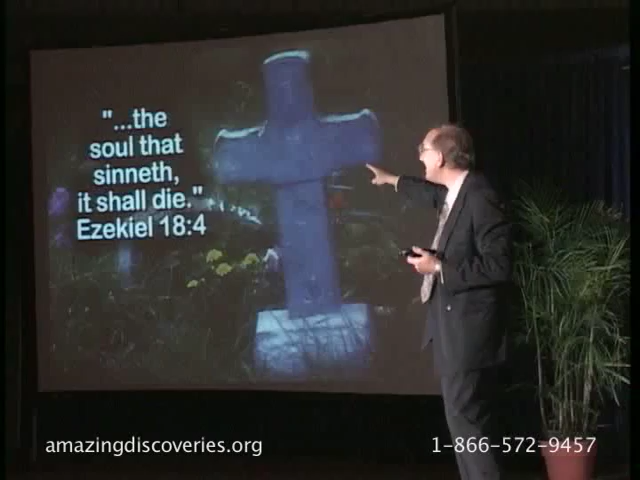 "...the
soul that
sinneth,
it shall die."
Ezekiel 18:4
amazingdiscoveries.org
1-866-572-9457